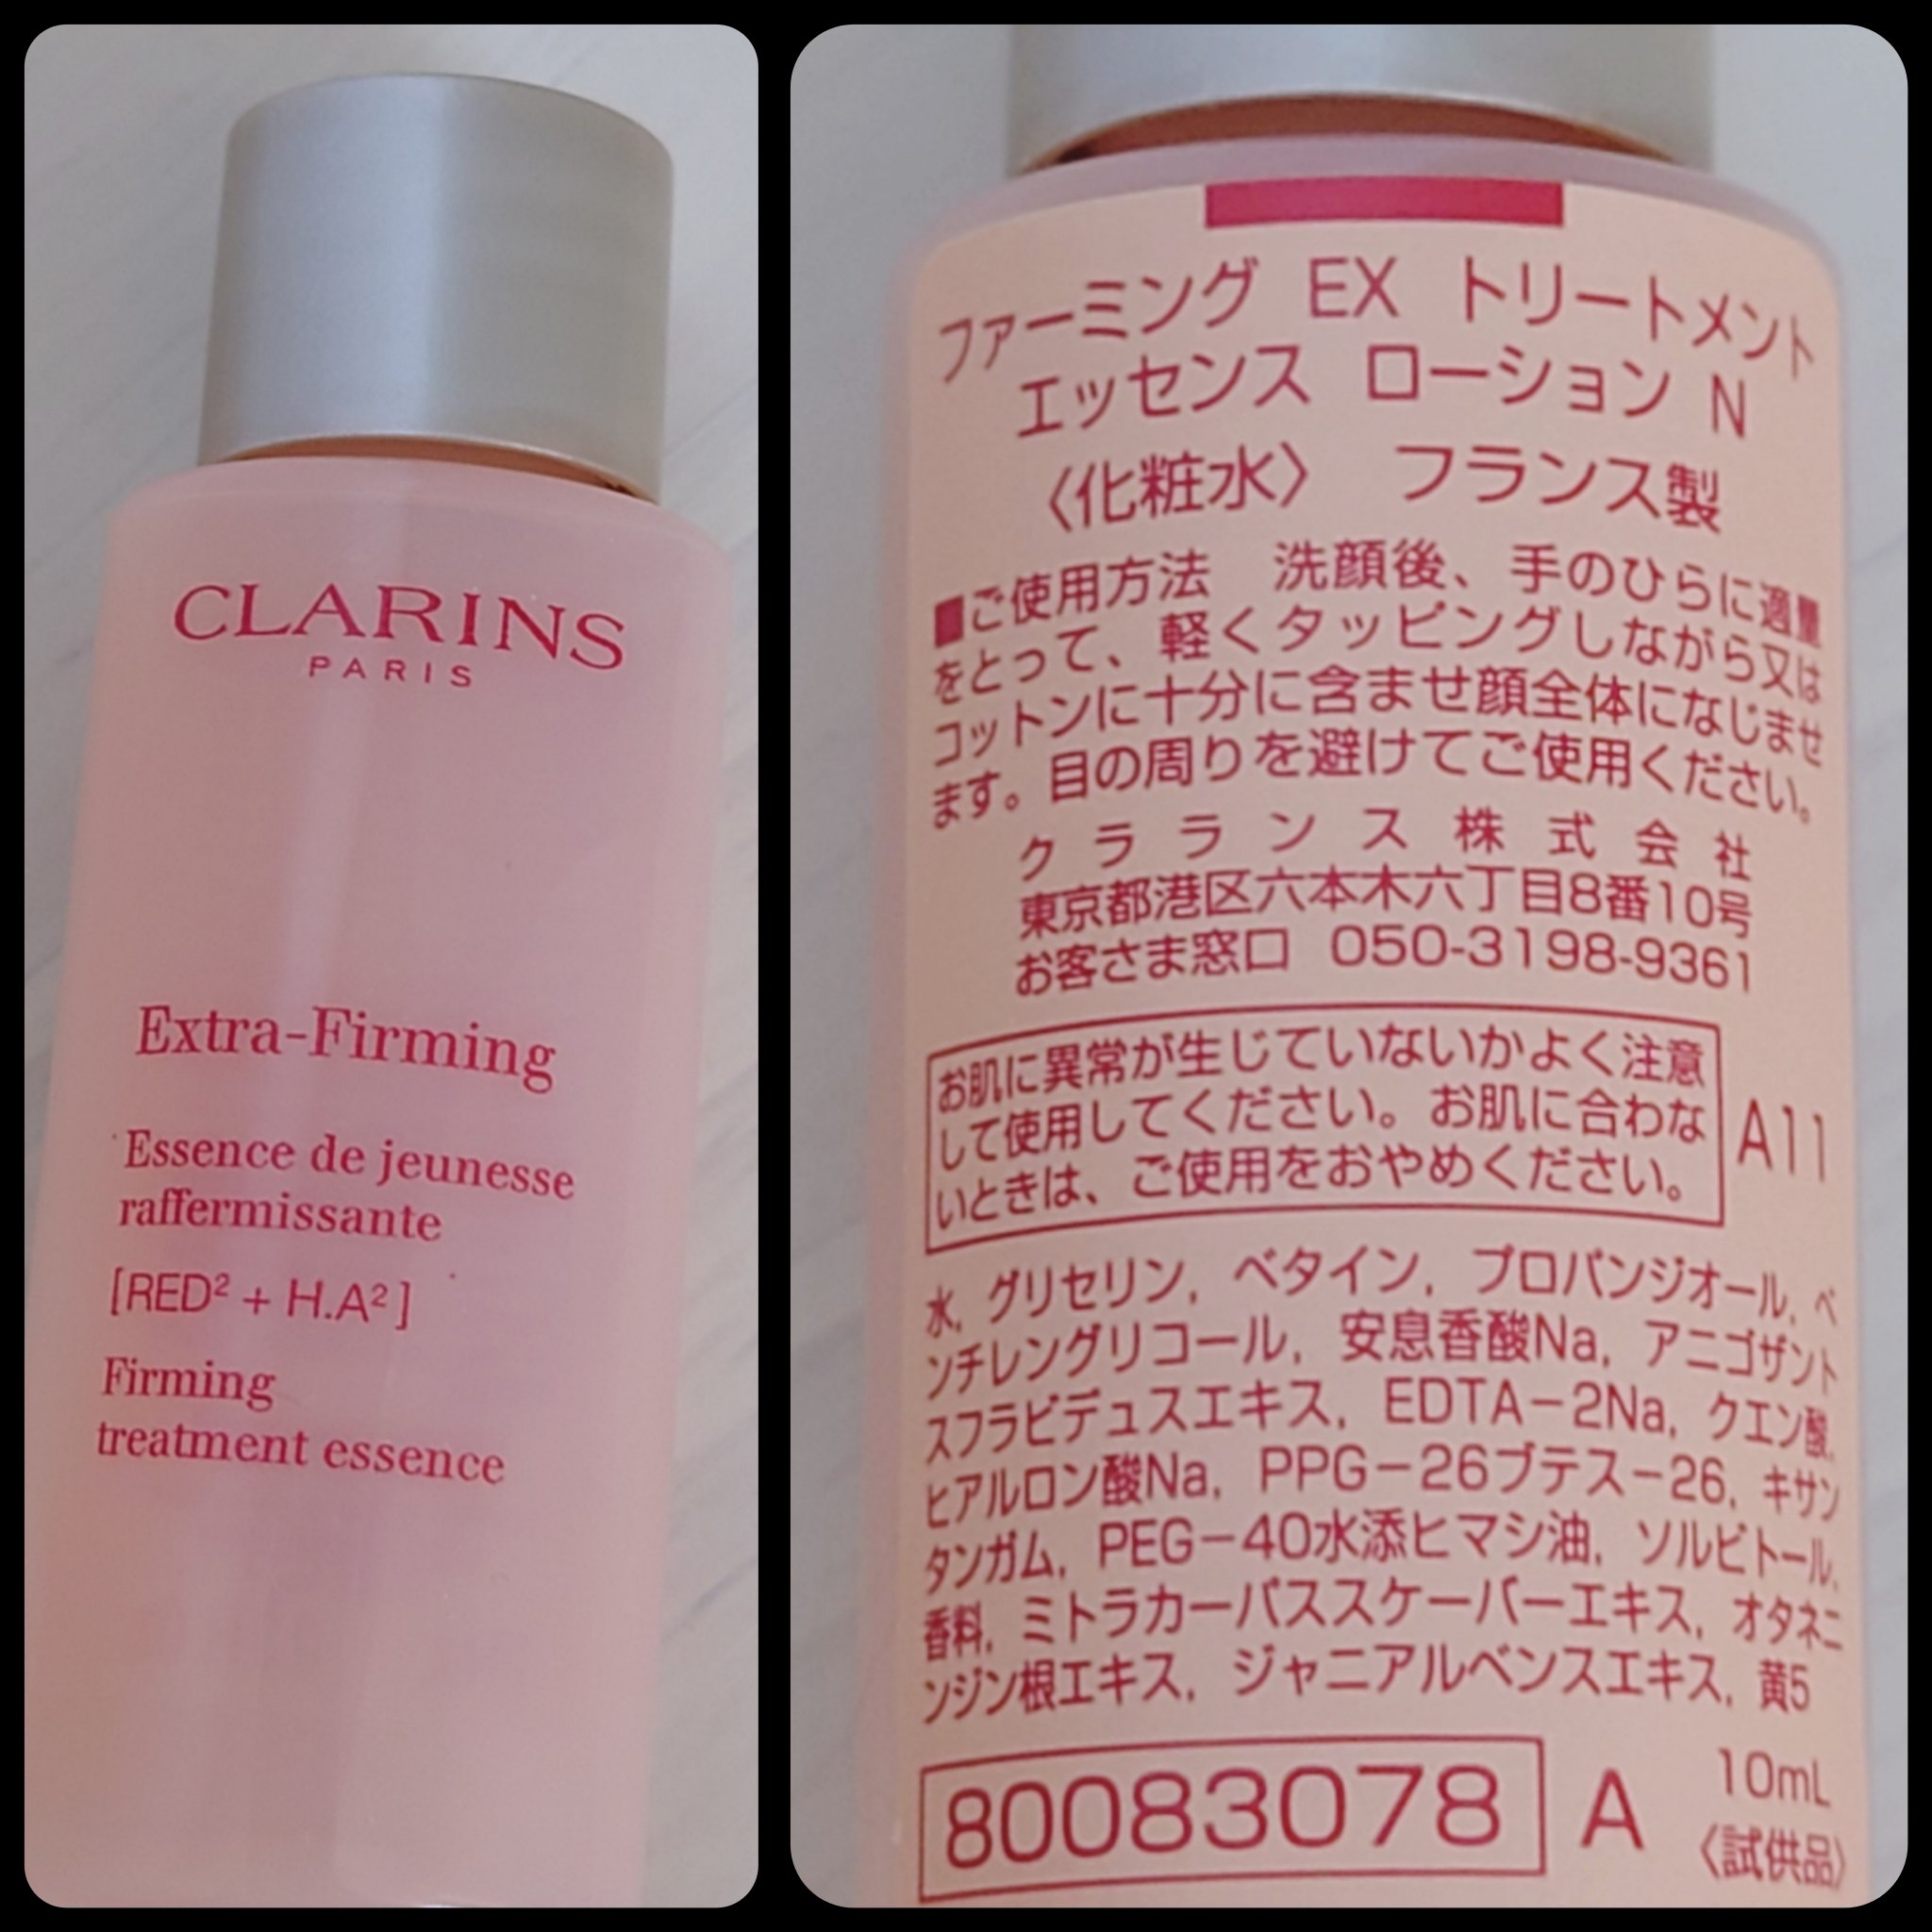 CLARINS
PARIS
Extra-Firming
Essence de jeunesse
raffermissante
[RED² + H.A²]
Firming
treatment essence
ファーミング EX トリートメント
エッセンス ローション N
〈化粧水〉 フランス製
■ご使用方法 洗顔後、手のひらに適量
をとって、軽くタッピングしながら又は
コットンに十分に含ませ顔全体になじませ
ます。目の周りを避けてご使用ください。
クラランス株式会社
東京都港区六本木六丁目8番10号
お客さま窓口 050-3198-9361
お肌に異常が生じていないかよく注意
して使用してください。お肌に合わな
いときは、ご使用をおやめください。
A11
水, グリセリン, ベタイン, プロパンジオール, ペ
ンチレングリコール, 安息香酸Na, アニゴザント
スフラビデュスエキス, EDTA-2Na, クエン酸,
ヒアルロン酸Na, PPG-26ブテス-26, キサン
タンガム, PEG-40水添ヒマシ油, ソルビトール,
香料, ミトラカーパススケーバーエキス, オタネニ
ンジン根エキス, ジャニアルベンスエキス, 黄5
80083078 A
10mL
〈試供品〉